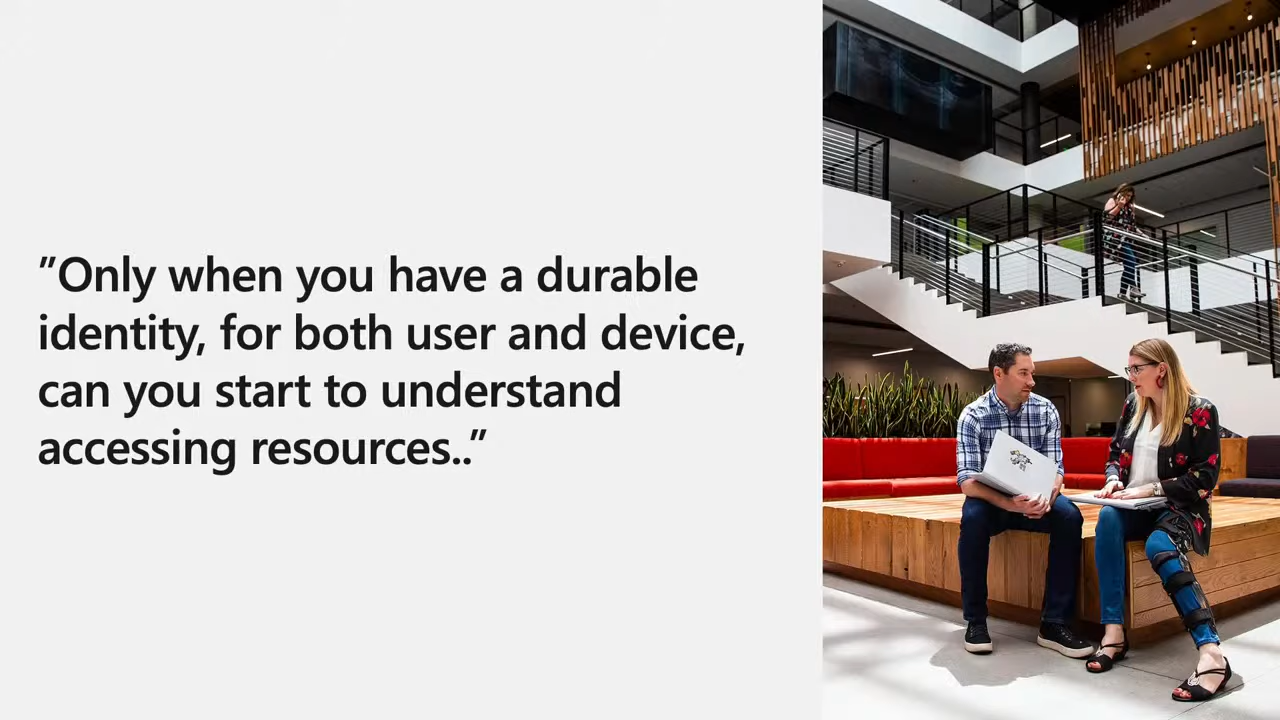 ”Only when you have a durable
identity, for both user and device,
can you start to understand
accessing resources..”